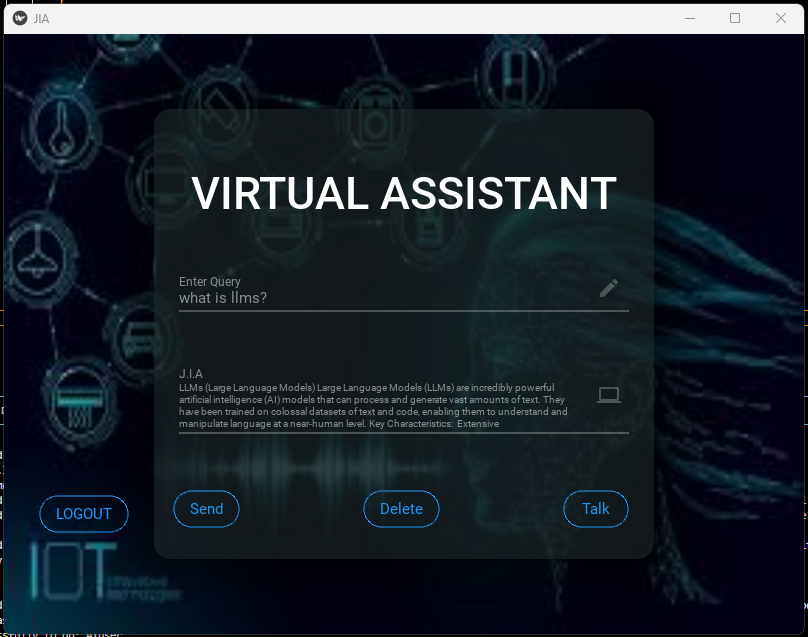 JIA
VIRTUAL ASSISTANT
Enter Query
what is llms?
J.I.A
LLMs (Large Language Models) Large Language Models (LLMs) are incredibly powerful
artificial intelligence (AI) models that can process and generate vast amounts of text. They
have been trained on colossal datasets of text and code, enabling them to understand and
manipulate language at a near-human level. Key Characteristics: Extensive
LOGOUT
Send
Delete
Talk
IOT